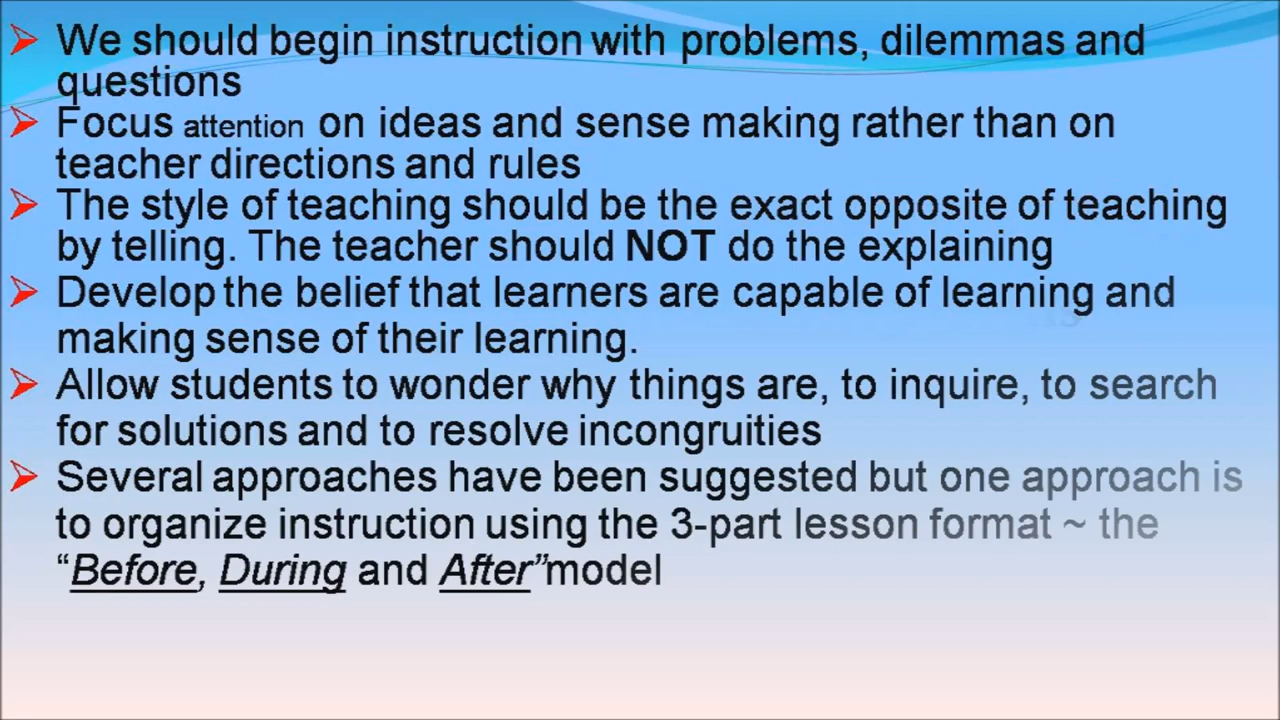 We should begin instruction with problems, dilemmas and
questions
Focus attention on ideas and sense making rather than on
teacher directions and rules
The style of teaching should be the exact opposite of teaching
by telling. The teacher should NOT do the explaining
Develop the belief that learners are capable of learning and
making sense of their learning.
Allow students to wonder why things are, to inquire, to search
for solutions and to resolve incongruities
Several approaches have been suggested but one approach is
to organize instruction using the 3-part lesson format ~ the
“Before, During and After”model